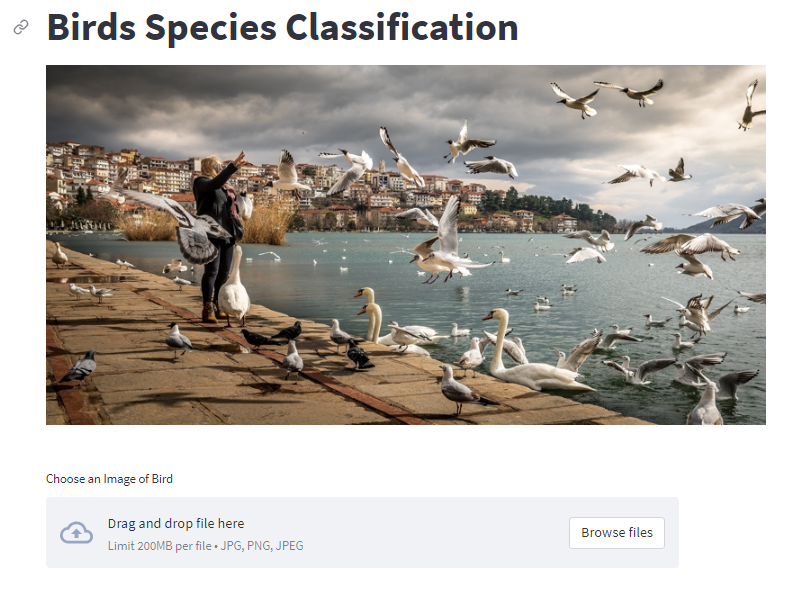 Birds Species Classification
Choose an Image of Bird
Drag and drop file here
Limit 200MB per file • JPG, PNG, JPEG
Browse files